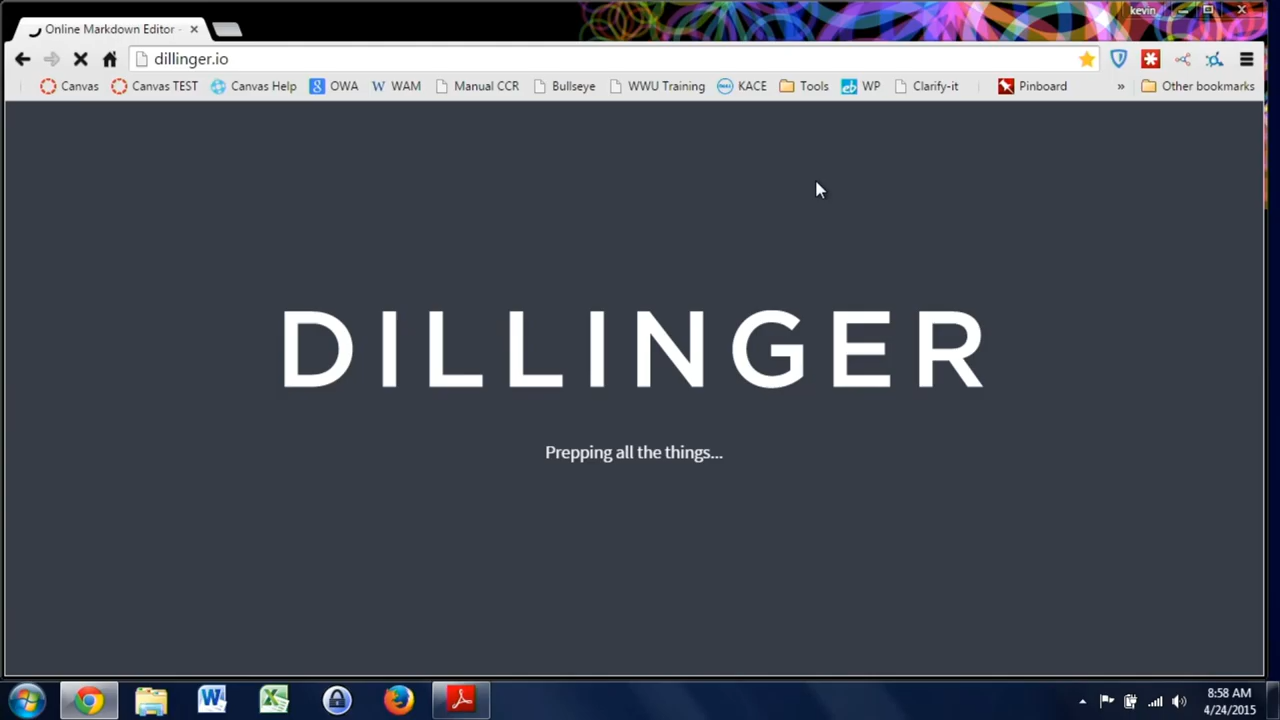 kevin
Online Markdown Editor -
dillinger.io
Canvas Canvas TEST Canvas Help OWA WAM Manual CCR Bullseye WWU Training KACE Tools WP Clarify-it Pinboard » Other bookmarks
DILLINGER
Prepping all the things...
8:58 AM
4/24/2015